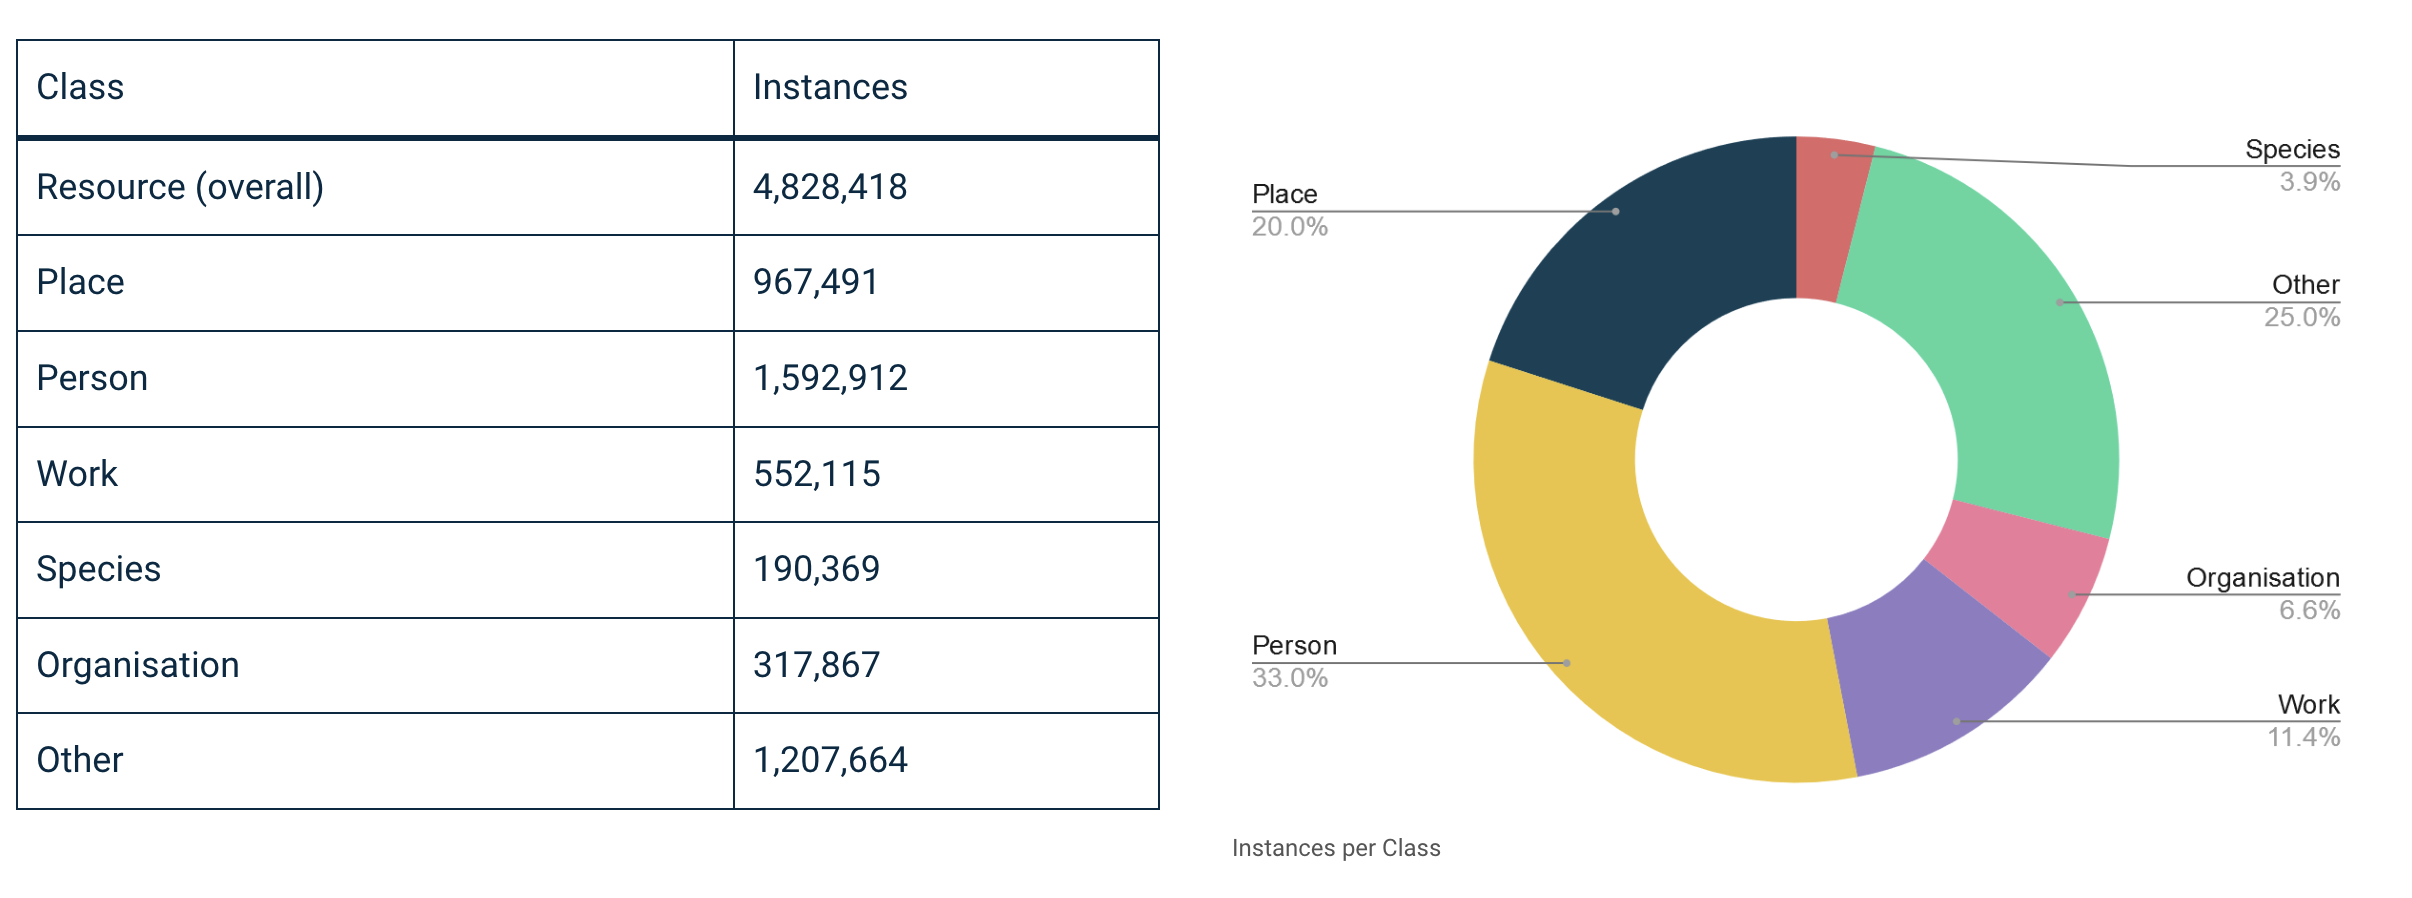 Class Instances
Resource (overall) 4,828,418
Place 967,491
Person 1,592,912
Work 552,115
Species 190,369
Organisation 317,867
Other 1,207,664
Species
3.9%
Place
20.0%
Other
25.0%
Organisation
6.6%
Person
33.0%
Work
11.4%
Instances per Class